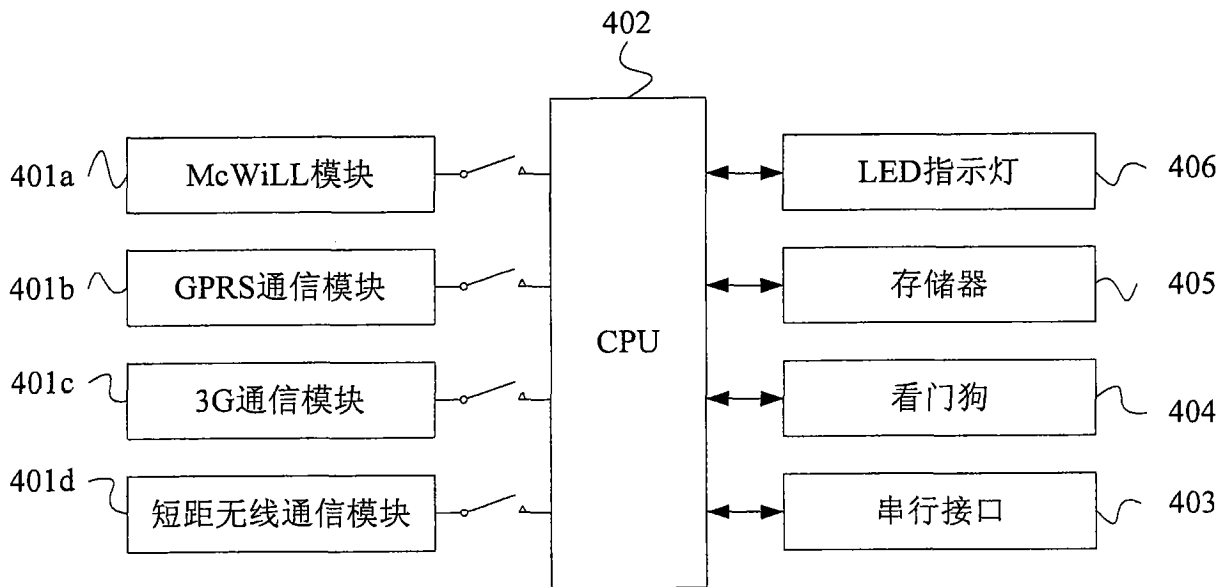 402
401a
McWiLL模块
LED指示灯
406
401b
GPRS通信模块
存储器
405
CPU
401c
3G通信模块
看门狗
404
401d
短距无线通信模块
串行接口
403